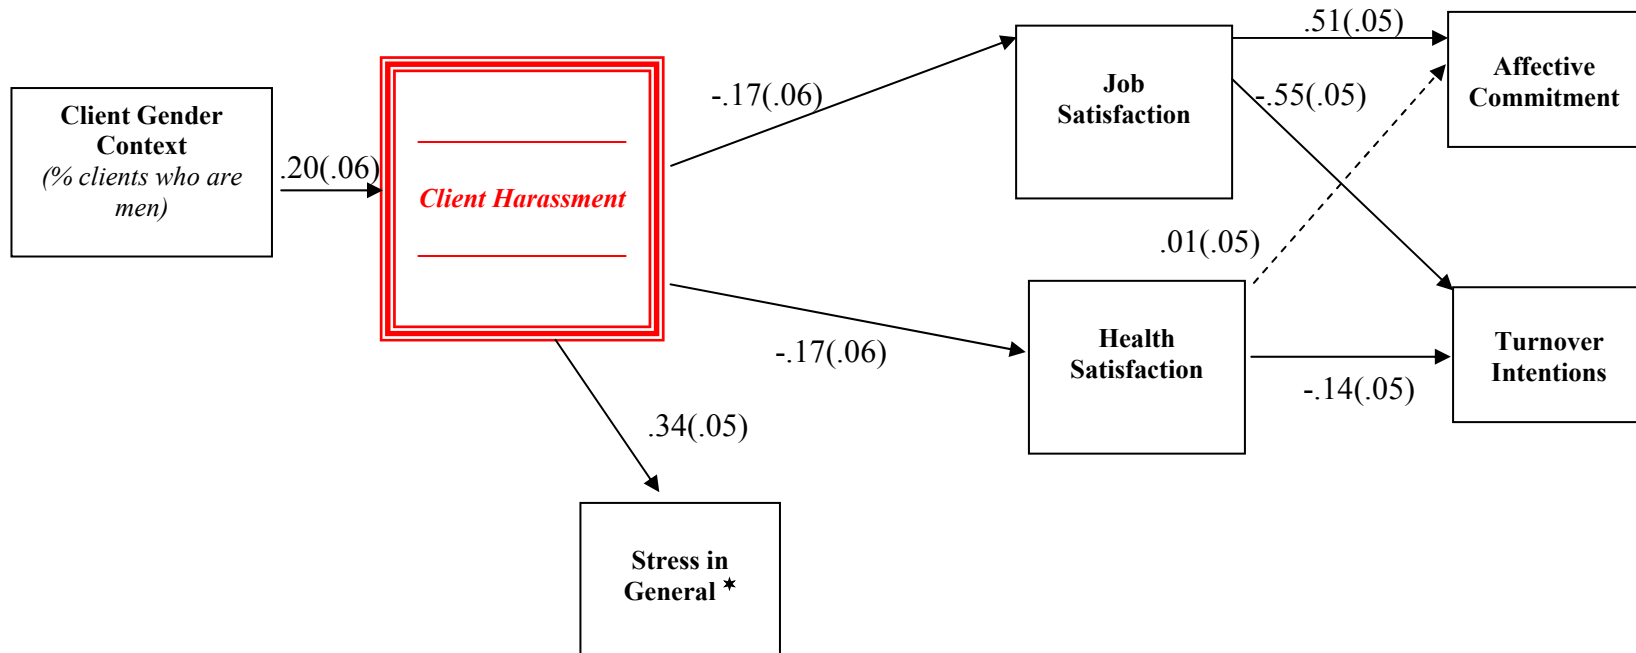 Client Gender
Context
(% clients who are
men)
.20(.06)
Client Harassment
-.17(.06)
-.17(.06)
.34(.05)
Stress in
General ✶
Job
Satisfaction
Health
Satisfaction
.51(.05)
-.55(.05)
.01(.05)
-.14(.05)
Affective
Commitment
Turnover
Intentions